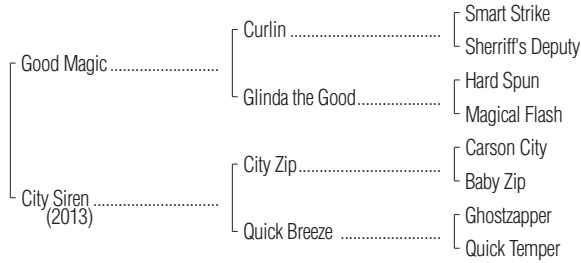 Smart Strike
Curlin
Sherriff's Deputy
Good Magic
Hard Spun
Glinda the Good
Magical Flash
Carson City
City Zip
Baby Zip
City Siren
(2013)
Ghostzapper
Quick Breeze
Quick Temper